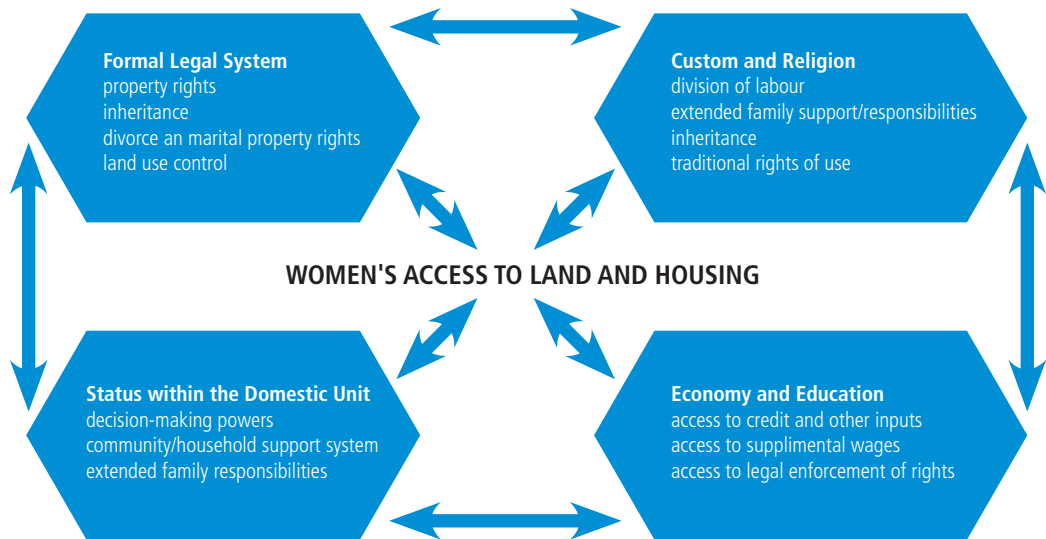 Formal Legal System
property rights
inheritance
divorce an marital property rights
land use control
Custom and Religion
division of labour
extended family support/responsibilities
inheritance
traditional rights of use
WOMEN'S ACCESS TO LAND AND HOUSING
Status within the Domestic Unit
decision-making powers
community/household support system
extended family responsibilities
Economy and Education
access to credit and other inputs
access to supplimental wages
access to legal enforcement of rights